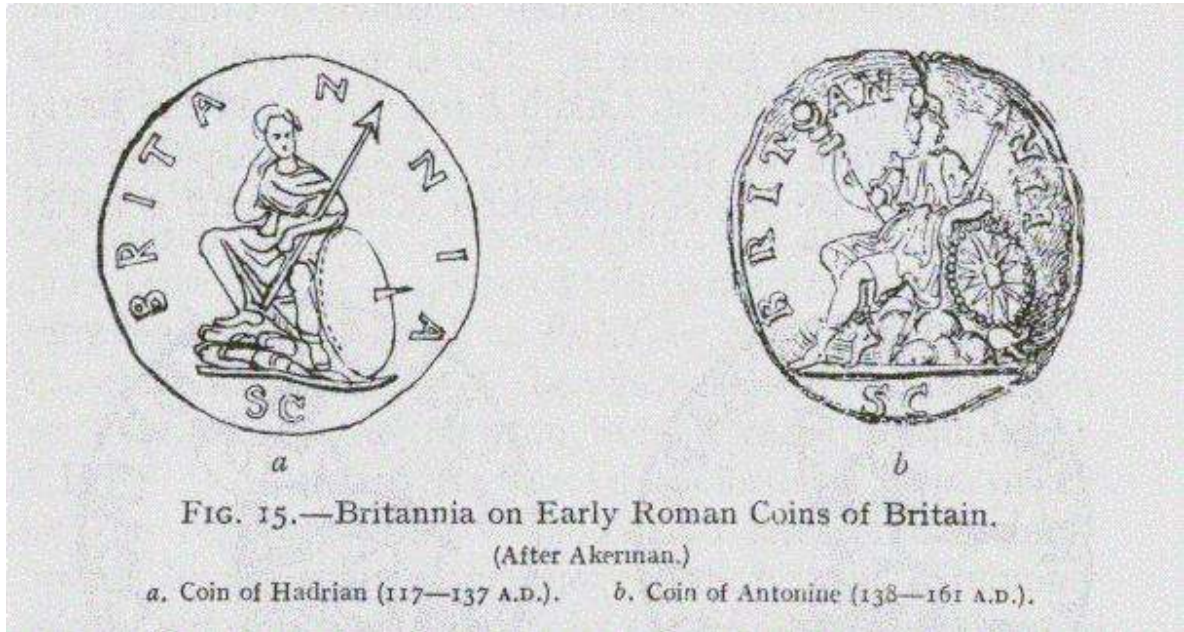 BRITANNIA
SC
BRITANNIA
SC
a
b
FIG. 15.—Britannia on Early Roman Coins of Britain.
(After Akerman.)
a. Coin of Hadrian (117—137 A.D.). b. Coin of Antonine (138—161 A.D.).